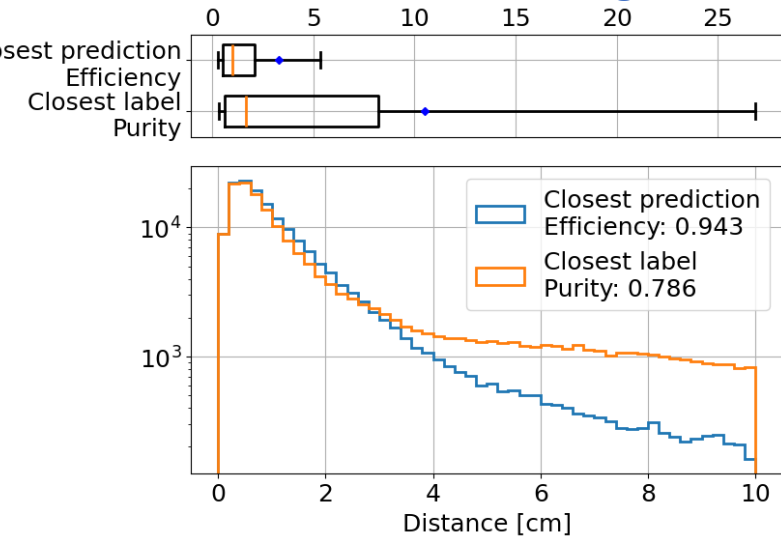 0 5 10 15 20 25
prediction
Efficiency
Closest label
Purity
10⁴
10³
Closest prediction
Efficiency: 0.943
Closest label
Purity: 0.786
0 2 4 6 8 10
Distance [cm]